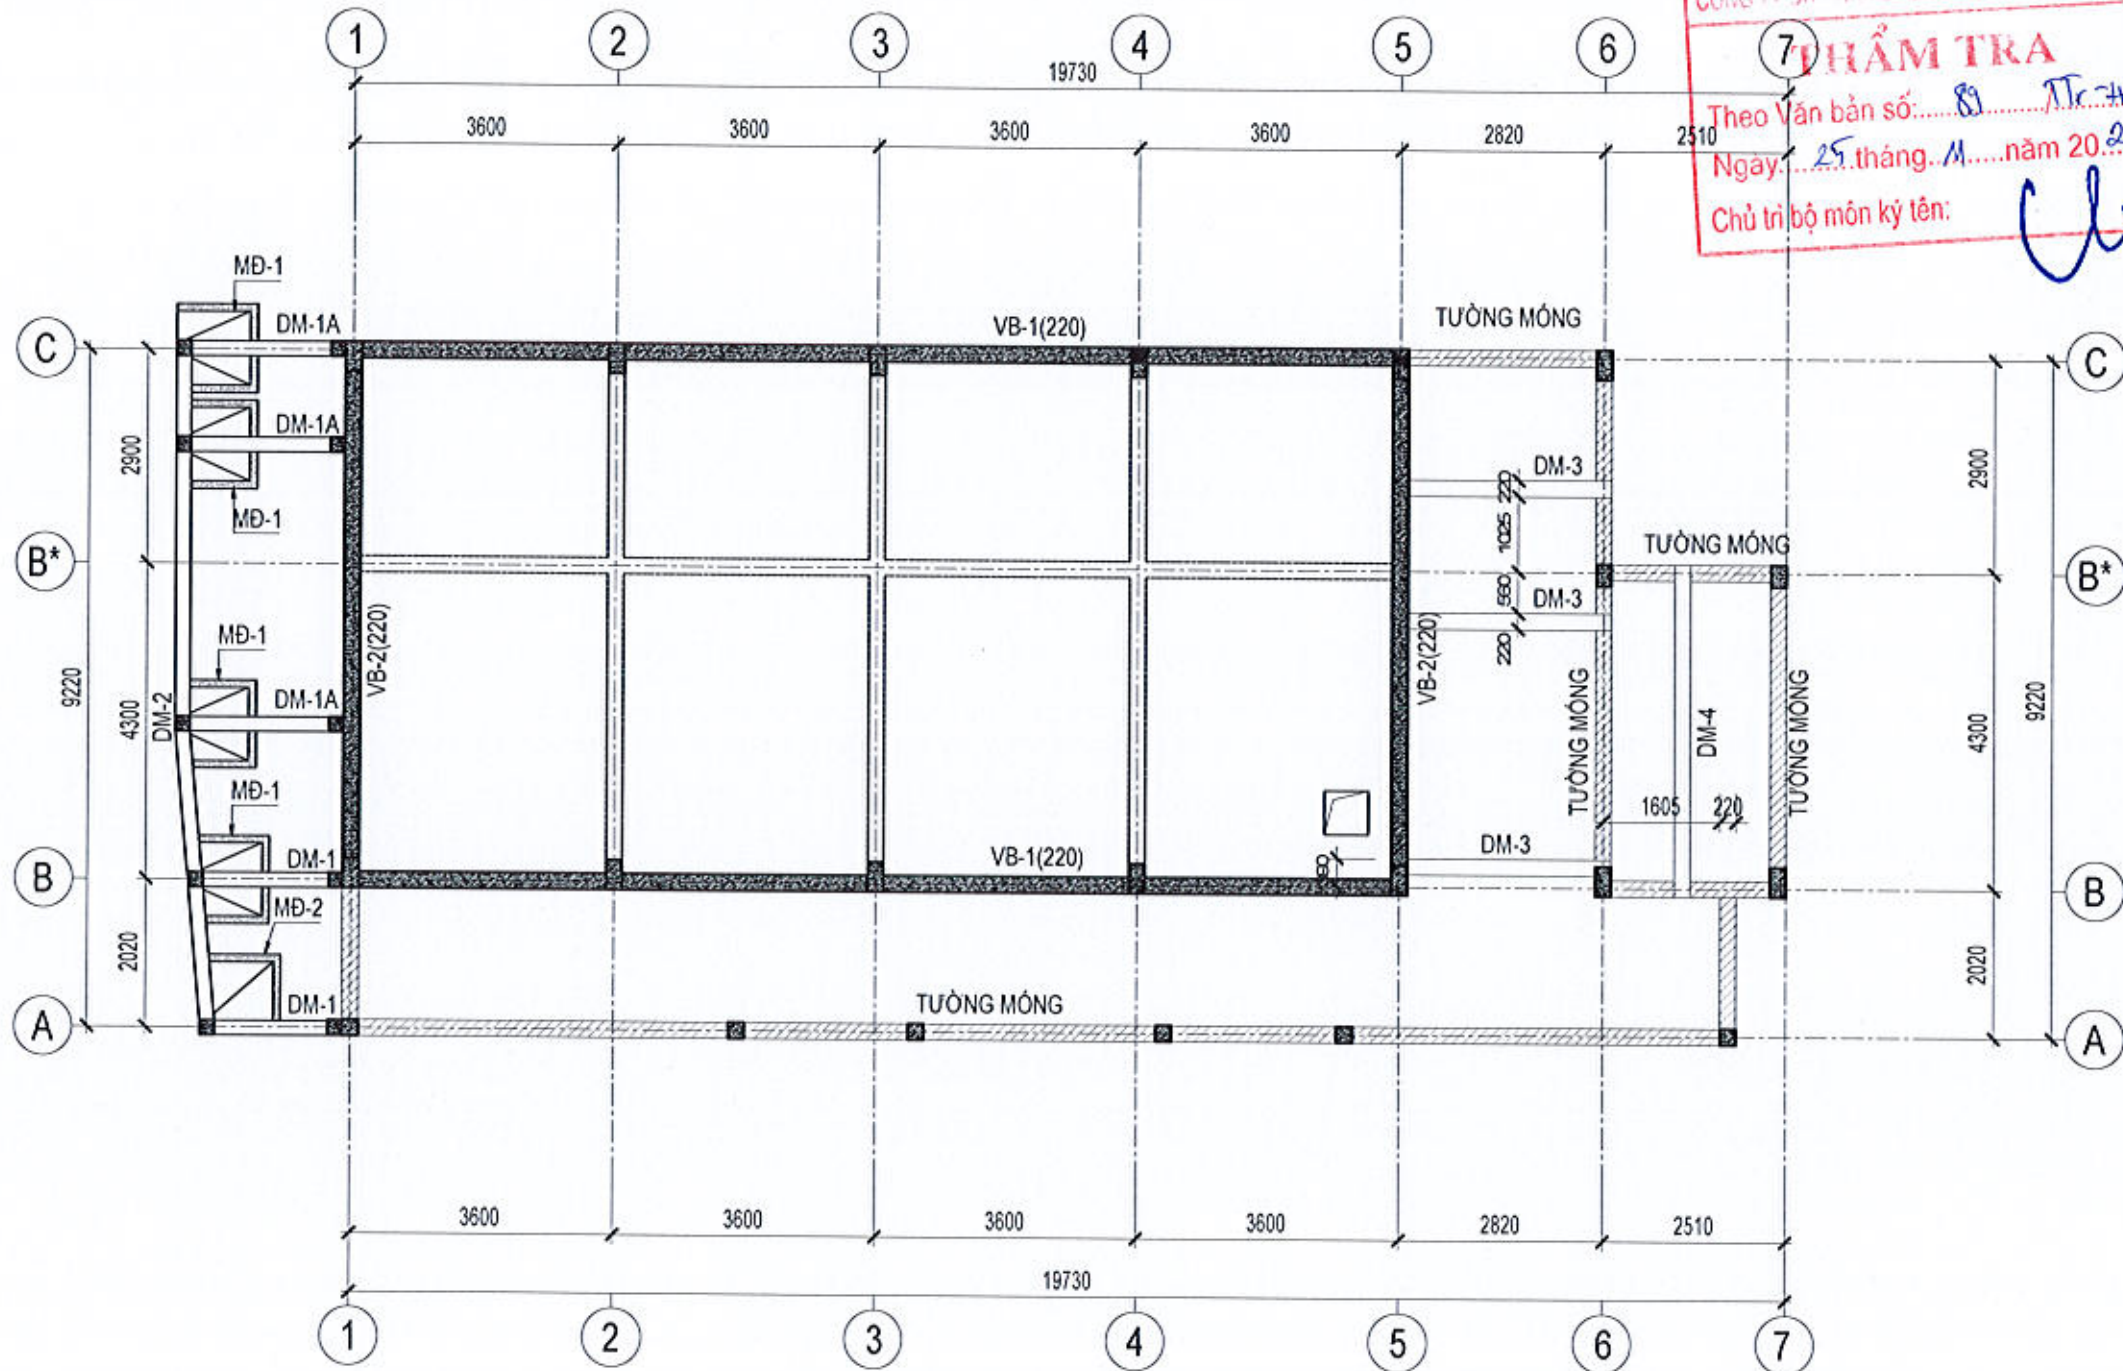 THẨM TRA
Theo Văn bản số: 89
Ngày 25 tháng 11 năm 20
Chủ trì bộ môn ký tên:
1
2
3
4
5
6
7
19730
3600
3600
3600
3600
2820
2510
MĐ-1
DM-1A
VB-1(220)
TƯỜNG MÓNG
C
C
DM-1A
2900
MĐ-1
DM-3
220
1025
2900
TƯỜNG MÓNG
B*
B*
580
DM-3
220
MĐ-1
VB-2(220)
VB-2(220)
DM-1A
9220
4300
DM-2
TƯỜNG MÓNG
DM-4
TƯỜNG MÓNG
4300
9220
MĐ-1
1605
220
DM-1
VB-1(220)
DM-3
B
B
MĐ-2
2020
2020
DM-1
TƯỜNG MÓNG
A
A
3600
3600
3600
3600
2820
2510
19730
1
2
3
4
5
6
7